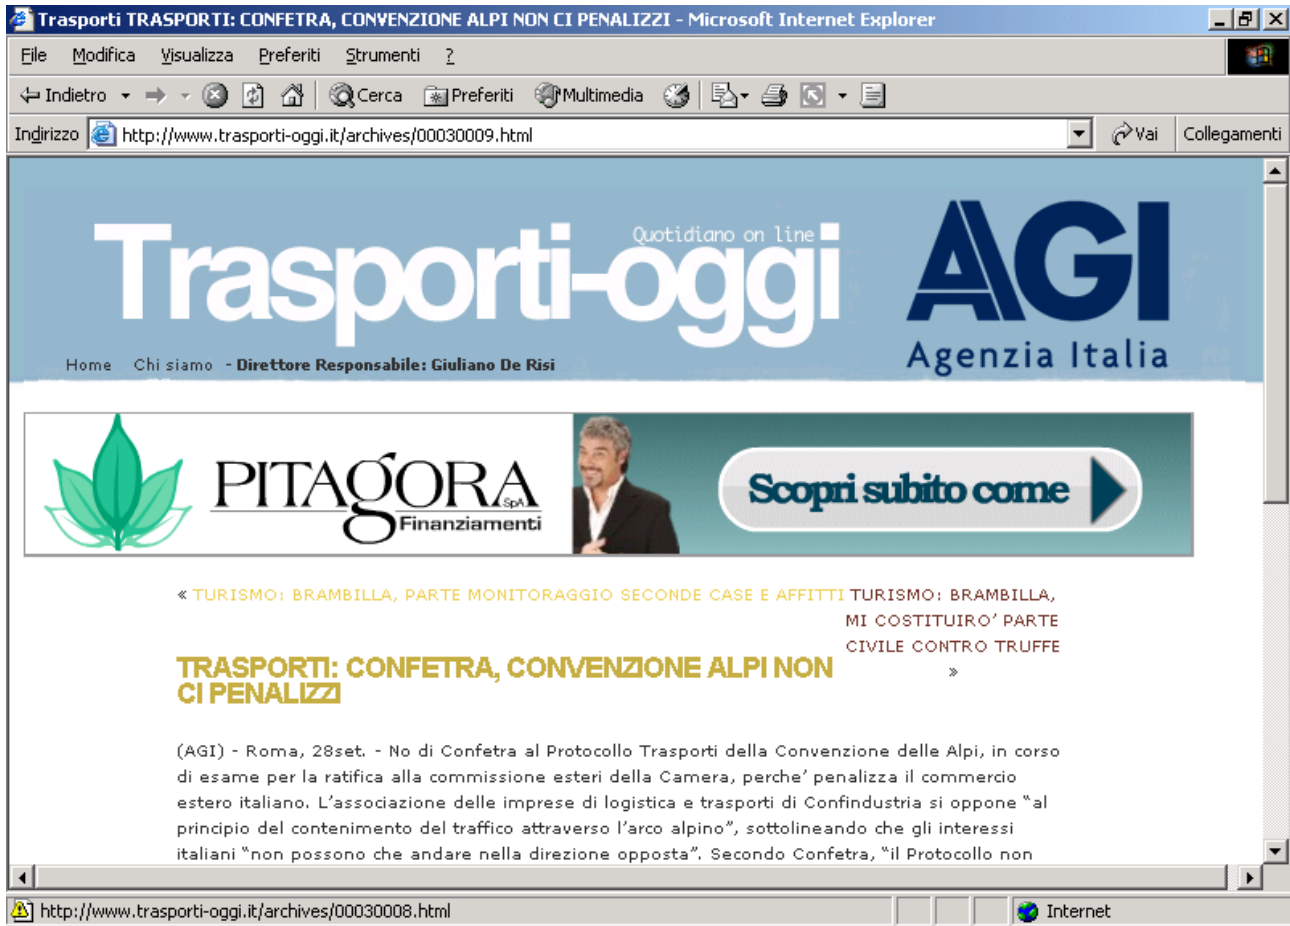 Trasporti TRASPORTI: CONFETRA, CONVENZIONE ALPI NON CI PENALIZZI - Microsoft Internet Explorer
File Modifica Visualizza Preferiti Strumenti ?
Indietro Cerca Preferiti Multimedia
Indirizzo http://www.trasporti-oggi.it/archives/00030009.html Vai Collegamenti
Quotidiano on line
Trasporti-oggi
AGI
Agenzia Italia
Home Chi siamo - Direttore Responsabile: Giuliano De Risi
PITAGORA SpA
Finanziamenti
Scopri subito come
« TURISMO: BRAMBILLA, PARTE MONITORAGGIO SECONDE CASE E AFFITTI
TURISMO: BRAMBILLA,
MI COSTITUIRO' PARTE
CIVILE CONTRO TRUFFE
»
TRASPORTI: CONFETRA, CONVENZIONE ALPI NON
CI PENALIZZI
(AGI) - Roma, 28set. - No di Confetra al Protocollo Trasporti della Convenzione delle Alpi, in corso
di esame per la ratifica alla commissione esteri della Camera, perche' penalizza il commercio
estero italiano. L'associazione delle imprese di logistica e trasporti di Confindustria si oppone "al
principio del contenimento del traffico attraverso l'arco alpino", sottolineando che gli interessi
italiani "non possono che andare nella direzione opposta". Secondo Confetra, "il Protocollo non
http://www.trasporti-oggi.it/archives/00030008.html Internet